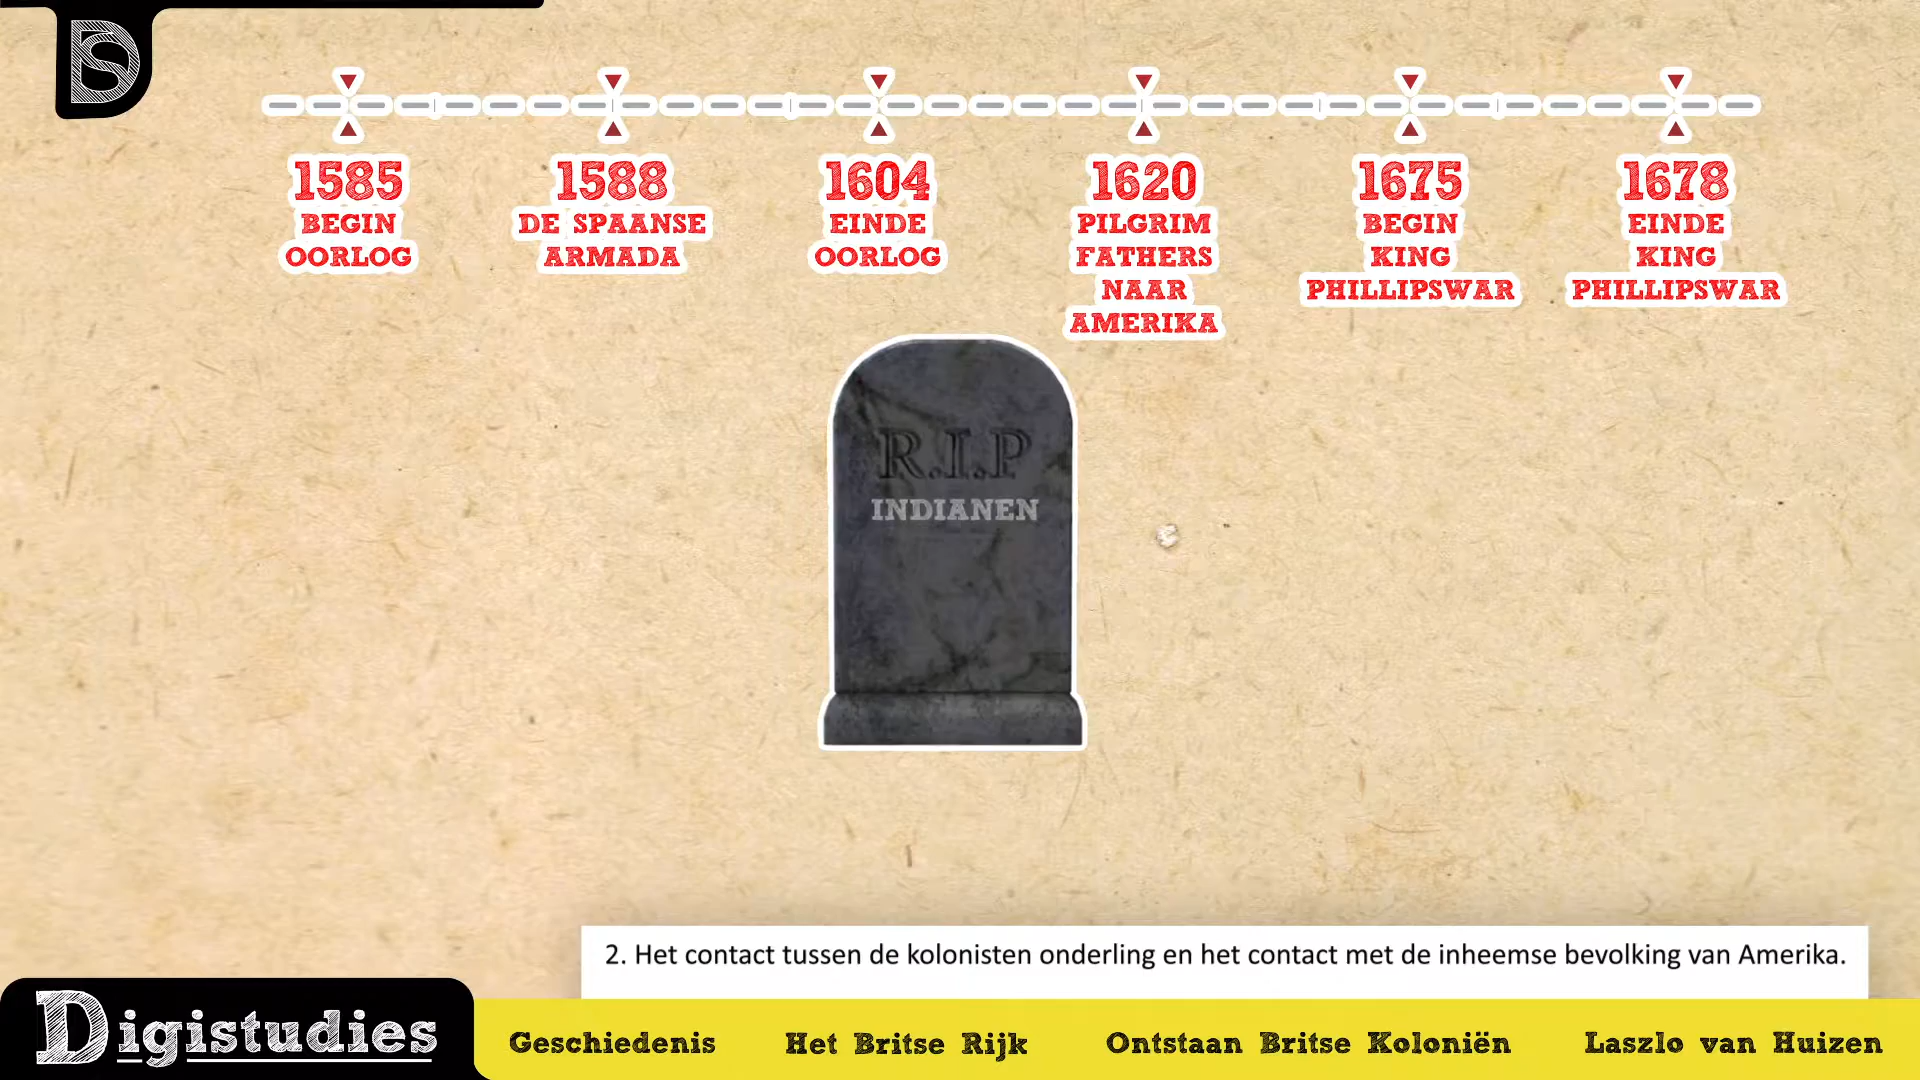 DS
1585
BEGIN
OORLOG
1588
DE SPAANSE
ARMADA
1604
EINDE
OORLOG
1620
PILGRIM
FATHERS
NAAR
AMERIKA
1675
BEGIN
KING
PHILLIPSWAR
1678
EINDE
KING
PHILLIPSWAR
R.I.P
INDIANEN
2. Het contact tussen de kolonisten onderling en het contact met de inheemse bevolking van Amerika.
Digistudies
Geschiedenis Het Britse Rijk Ontstaan Britse Koloniën Laszlo van Huizen